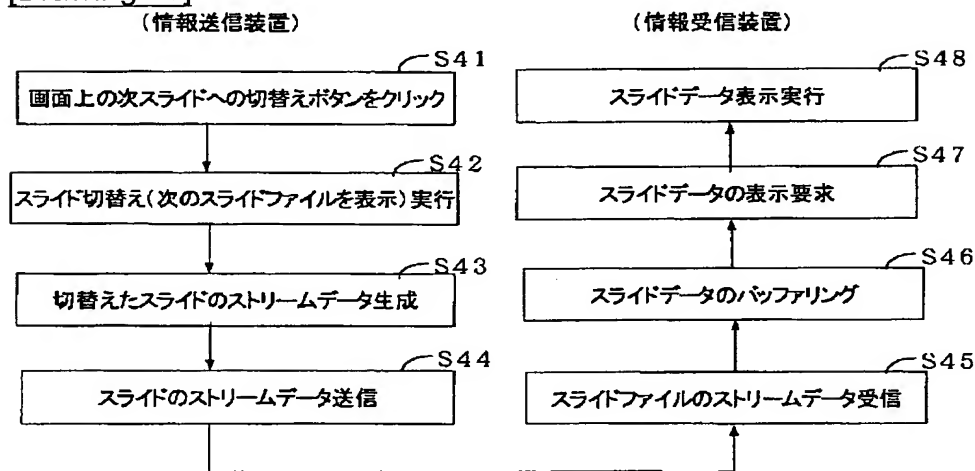 (情報送信装置)
S41
画面上の次スライドへの切替えボタンをクリック
S42
スライド切替え(次のスライドファイルを表示)実行
S43
切替えたスライドのストリームデータ生成
S44
スライドのストリームデータ送信
(情報受信装置)
S48
スライドデータ表示実行
S47
スライドデータの表示要求
S46
スライドデータのバッファリング
S45
スライドファイルのストリームデータ受信